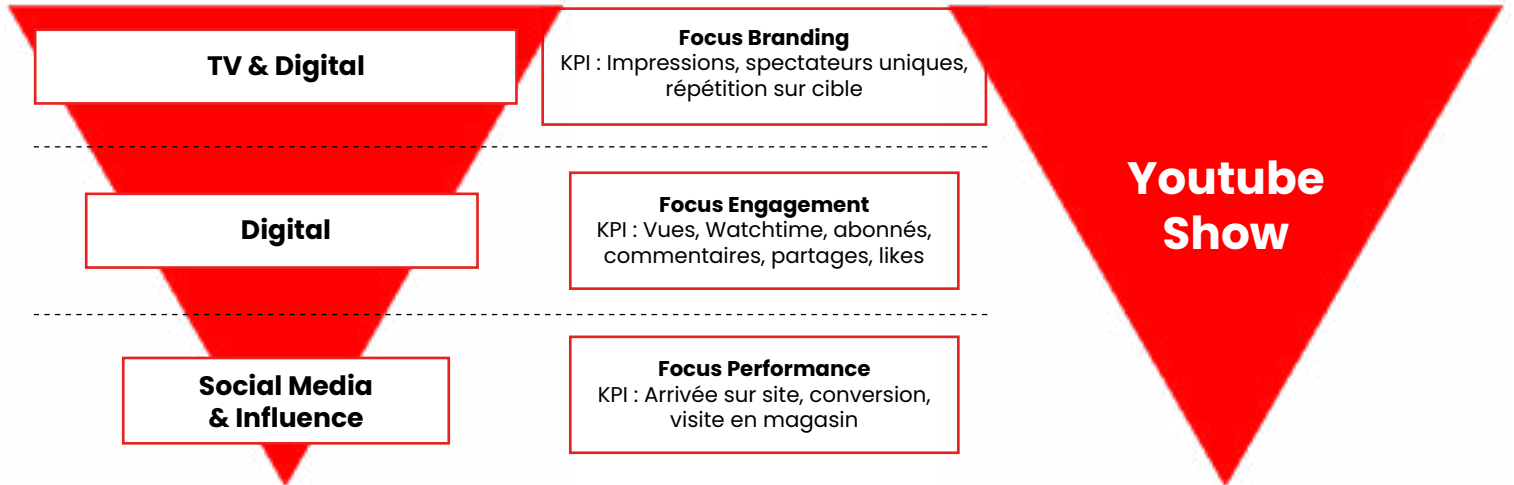 TV & Digital
Focus Branding
KPI : Impressions, spectateurs uniques,
répétition sur cible
Digital
Focus Engagement
KPI : Vues, Watchtime, abonnés,
commentaires, partages, likes
Social Media
& Influence
Focus Performance
KPI : Arrivée sur site, conversion,
visite en magasin
Youtube
Show